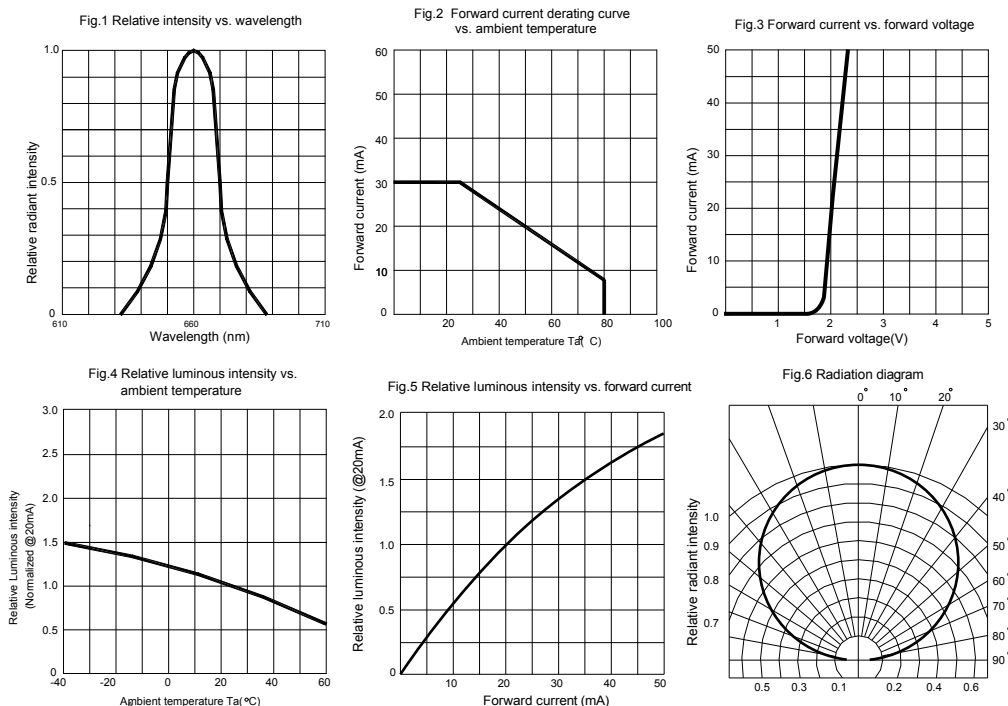 Fig.1 Relative intensity vs. wavelength
1.0
0.5
0
Relative radiant intensity
610
660
710
Wavelength (nm)
Fig.2 Forward current derating curve
vs. ambient temperature
60
50
40
30
20
10
0
Forward current (mA)
20
40
60
80
100
Ambient temperature Ta( °C)
Fig.3 Forward current vs. forward voltage
50
40
30
20
10
0
Forward current (mA)
1
2
3
4
5
Forward voltage(V)
Fig.4 Relative luminous intensity vs.
ambient temperature
3.0
2.5
2.0
1.5
1.0
0.5
0
Relative Luminous intensity
(Normalized @20mA)
-40
-20
0
20
40
60
Ambient temperature Ta( °C)
Fig.5 Relative luminous intensity vs. forward current
2.0
1.5
1.0
0.5
0
Relative luminous intensity (@20mA)
10
20
30
40
50
Forward current (mA)
Fig.6 Radiation diagram
0° 10° 20°
30°
40°
50°
60°
70°
80°
90°
1.0
0.9
0.8
0.7
Relative radiant intensity
0.5 0.3 0.1 0.2 0.4 0.6